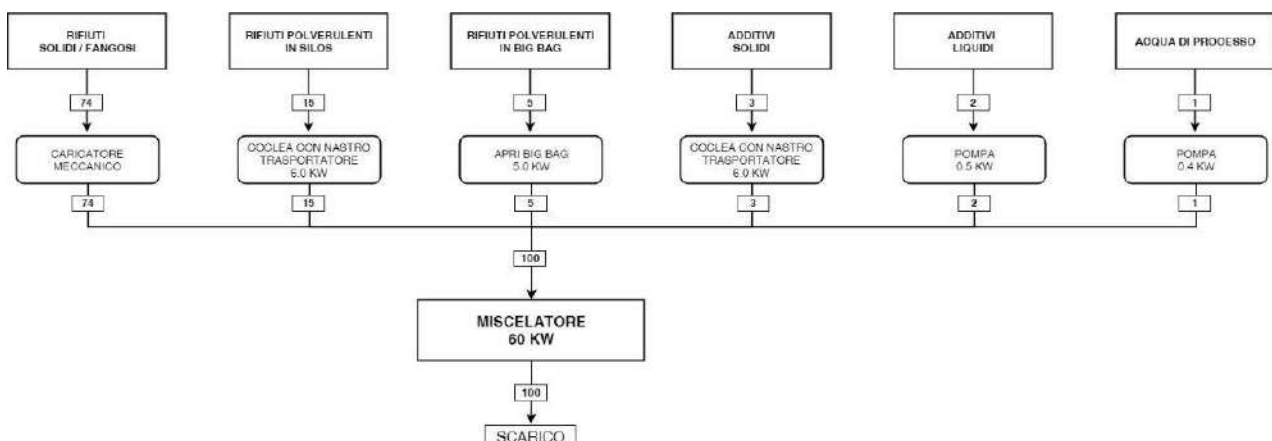 RIFIUTI
SOLIDI / FANGOSI
RIFIUTI POLVERULENTI
IN SILOS
RIFIUTI POLVERULENTI
IN BIG BAG
ADDITIVI
SOLIDI
ADDITIVI
LIQUIDI
ACQUA DI PROCESSO
74
15
5
3
2
1
CARICATORE
MECCANICO
COCLEA CON NASTRO
TRASPORTATORE
6.0 KW
APRI BIG BAG
5.0 KW
COCLEA CON NASTRO
TRASPORTATORE
6.0 KW
POMPA
0.5 KW
POMPA
0.4 KW
74
15
5
3
2
1
100
MISCELATORE
60 KW
100
SCARICO